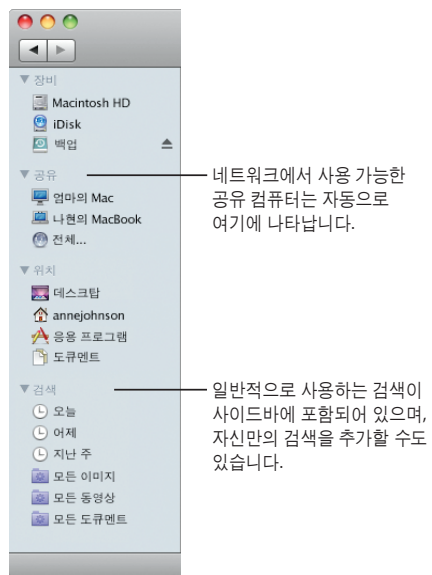 장비
Macintosh HD
iDisk
백업
공유
엄마의 Mac
나현의 MacBook
전체...
위치
데스크탑
annejohnson
응용 프로그램
도큐멘트
검색
오늘
어제
지난 주
모든 이미지
모든 동영상
모든 도큐멘트
네트워크에서 사용 가능한
공유 컴퓨터는 자동으로
여기에 나타납니다.
일반적으로 사용하는 검색이
사이드바에 포함되어 있으며,
자신만의 검색을 추가할 수도
있습니다.